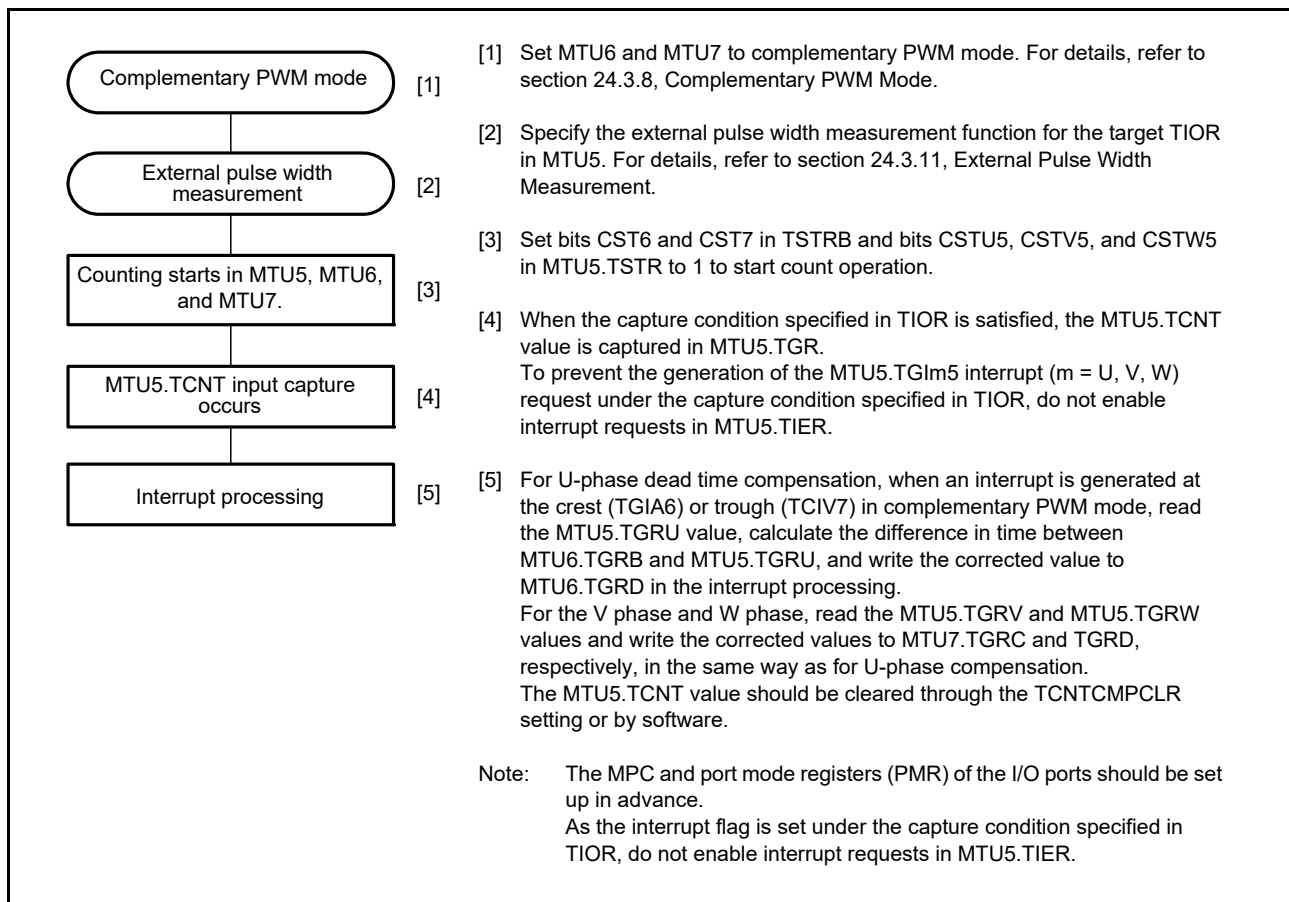 Complementary PWM mode
[1]
External pulse width
measurement
[2]
Counting starts in MTU5, MTU6,
and MTU7.
[3]
MTU5.TCNT input capture
occurs
[4]
Interrupt processing
[5]
[1] Set MTU6 and MTU7 to complementary PWM mode. For details, refer to
section 24.3.8, Complementary PWM Mode.
[2] Specify the external pulse width measurement function for the target TIOR
in MTU5. For details, refer to section 24.3.11, External Pulse Width
Measurement.
[3] Set bits CST6 and CST7 in TSTRB and bits CSTU5, CSTV5, and CSTW5
in MTU5.TSTR to 1 to start count operation.
[4] When the capture condition specified in TIOR is satisfied, the MTU5.TCNT
value is captured in MTU5.TGR.
To prevent the generation of the MTU5.TGIm5 interrupt (m = U, V, W)
request under the capture condition specified in TIOR, do not enable
interrupt requests in MTU5.TIER.
[5] For U-phase dead time compensation, when an interrupt is generated at
the crest (TGIA6) or trough (TCIV7) in complementary PWM mode, read
the MTU5.TGRU value, calculate the difference in time between
MTU6.TGRB and MTU5.TGRU, and write the corrected value to
MTU6.TGRD in the interrupt processing.
For the V phase and W phase, read the MTU5.TGRV and MTU5.TGRW
values and write the corrected values to MTU7.TGRC and TGRD,
respectively, in the same way as for U-phase compensation.
The MTU5.TCNT value should be cleared through the TCNTCMPCLR
setting or by software.
Note: The MPC and port mode registers (PMR) of the I/O ports should be set
up in advance.
As the interrupt flag is set under the capture condition specified in
TIOR, do not enable interrupt requests in MTU5.TIER.